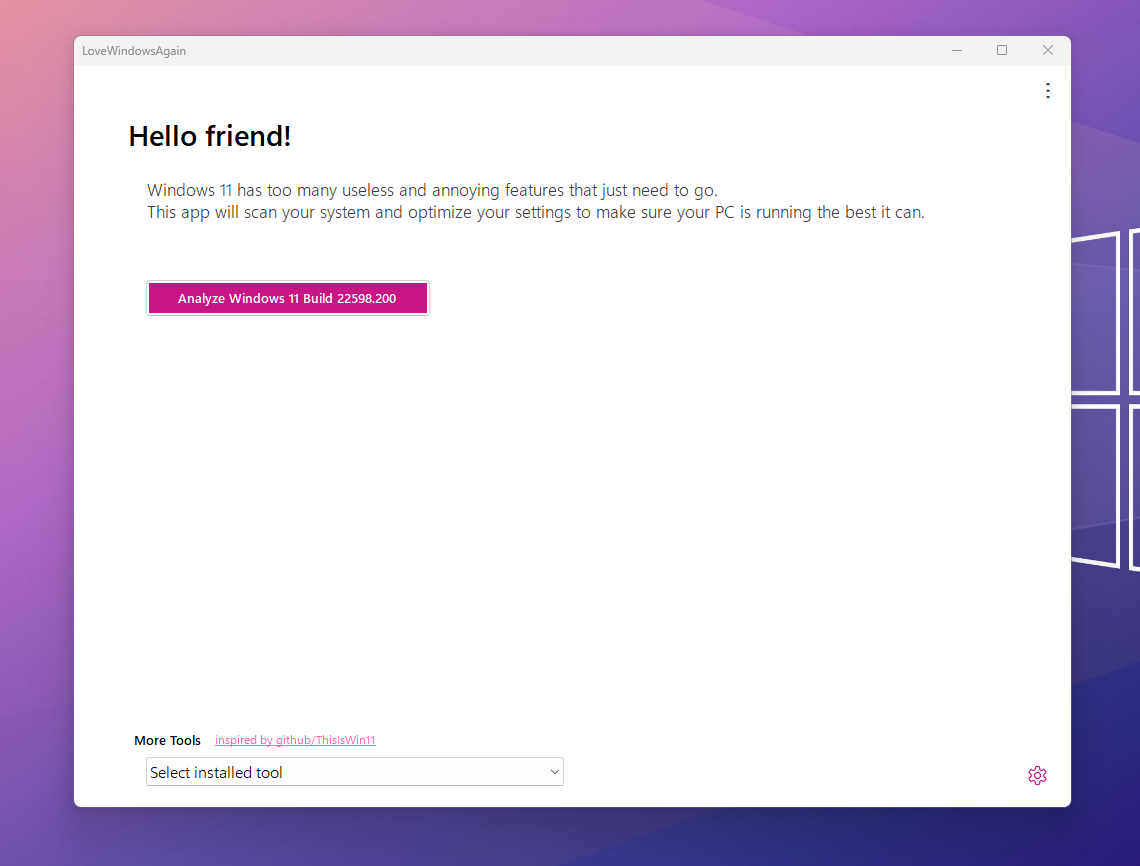 LoveWindowsAgain
Hello friend!
Windows 11 has too many useless and annoying features that just need to go.
This app will scan your system and optimize your settings to make sure your PC is running the best it can.
Analyze Windows 11 Build 22598.200
More Tools inspired by github/ThisIsWin11
Select installed tool